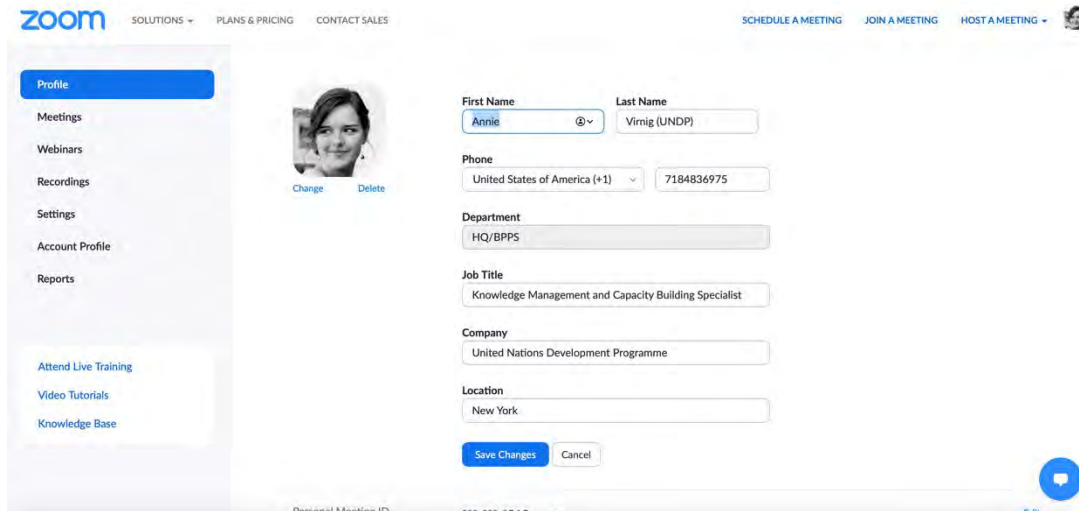 zoom SOLUTIONS PLANS & PRICING CONTACT SALES SCHEDULE A MEETING JOIN A MEETING HOST A MEETING
Profile
Meetings
Webinars
Recordings
Settings
Account Profile
Reports
Attend Live Training
Video Tutorials
Knowledge Base
Change Delete
First Name Last Name
Annie Virnig (UNDP)
Phone
United States of America (+1) 7184836975
Department
HQ/BPPS
Job Title
Knowledge Management and Capacity Building Specialist
Company
United Nations Development Programme
Location
New York
Save Changes Cancel
Personal Meeting ID